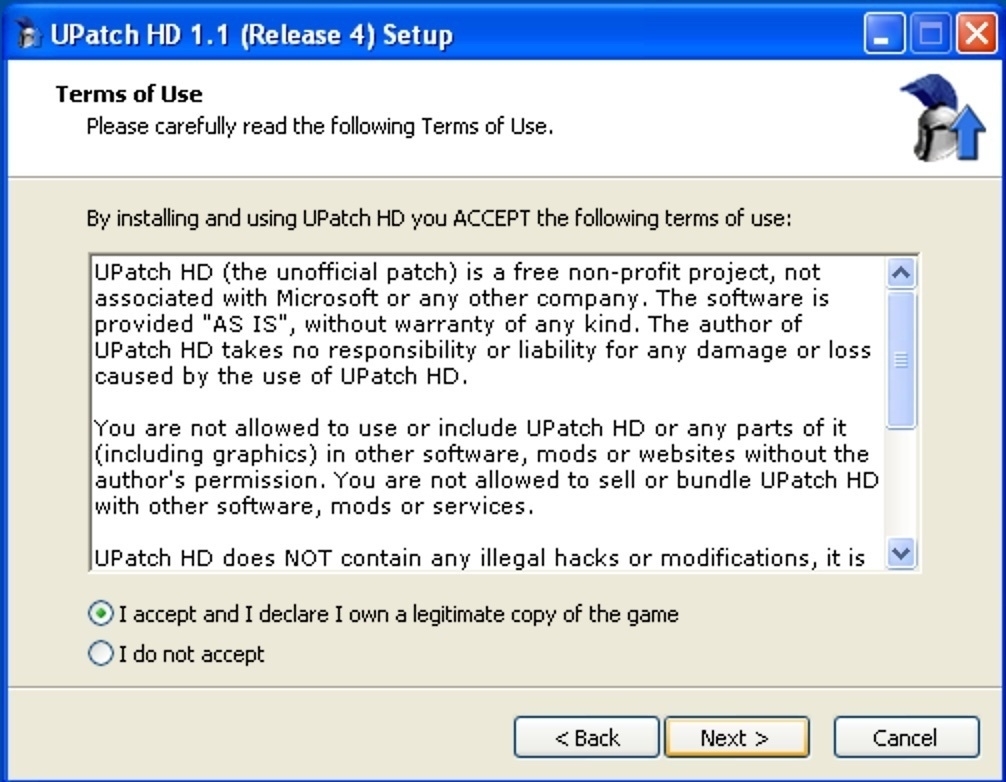 UPatch HD 1.1 (Release 4) Setup
Terms of Use
Please carefully read the following Terms of Use.
By installing and using UPatch HD you ACCEPT the following terms of use:
UPatch HD (the unofficial patch) is a free non-profit project, not
associated with Microsoft or any other company. The software is
provided "AS IS", without warranty of any kind. The author of
UPatch HD takes no responsibility or liability for any damage or loss
caused by the use of UPatch HD.
You are not allowed to use or include UPatch HD or any parts of it
(including graphics) in other software, mods or websites without the
author's permission. You are not allowed to sell or bundle UPatch HD
with other software, mods or services.
UPatch HD does NOT contain any illegal hacks or modifications, it is
I accept and I declare I own a legitimate copy of the game
I do not accept
< Back Next > Cancel